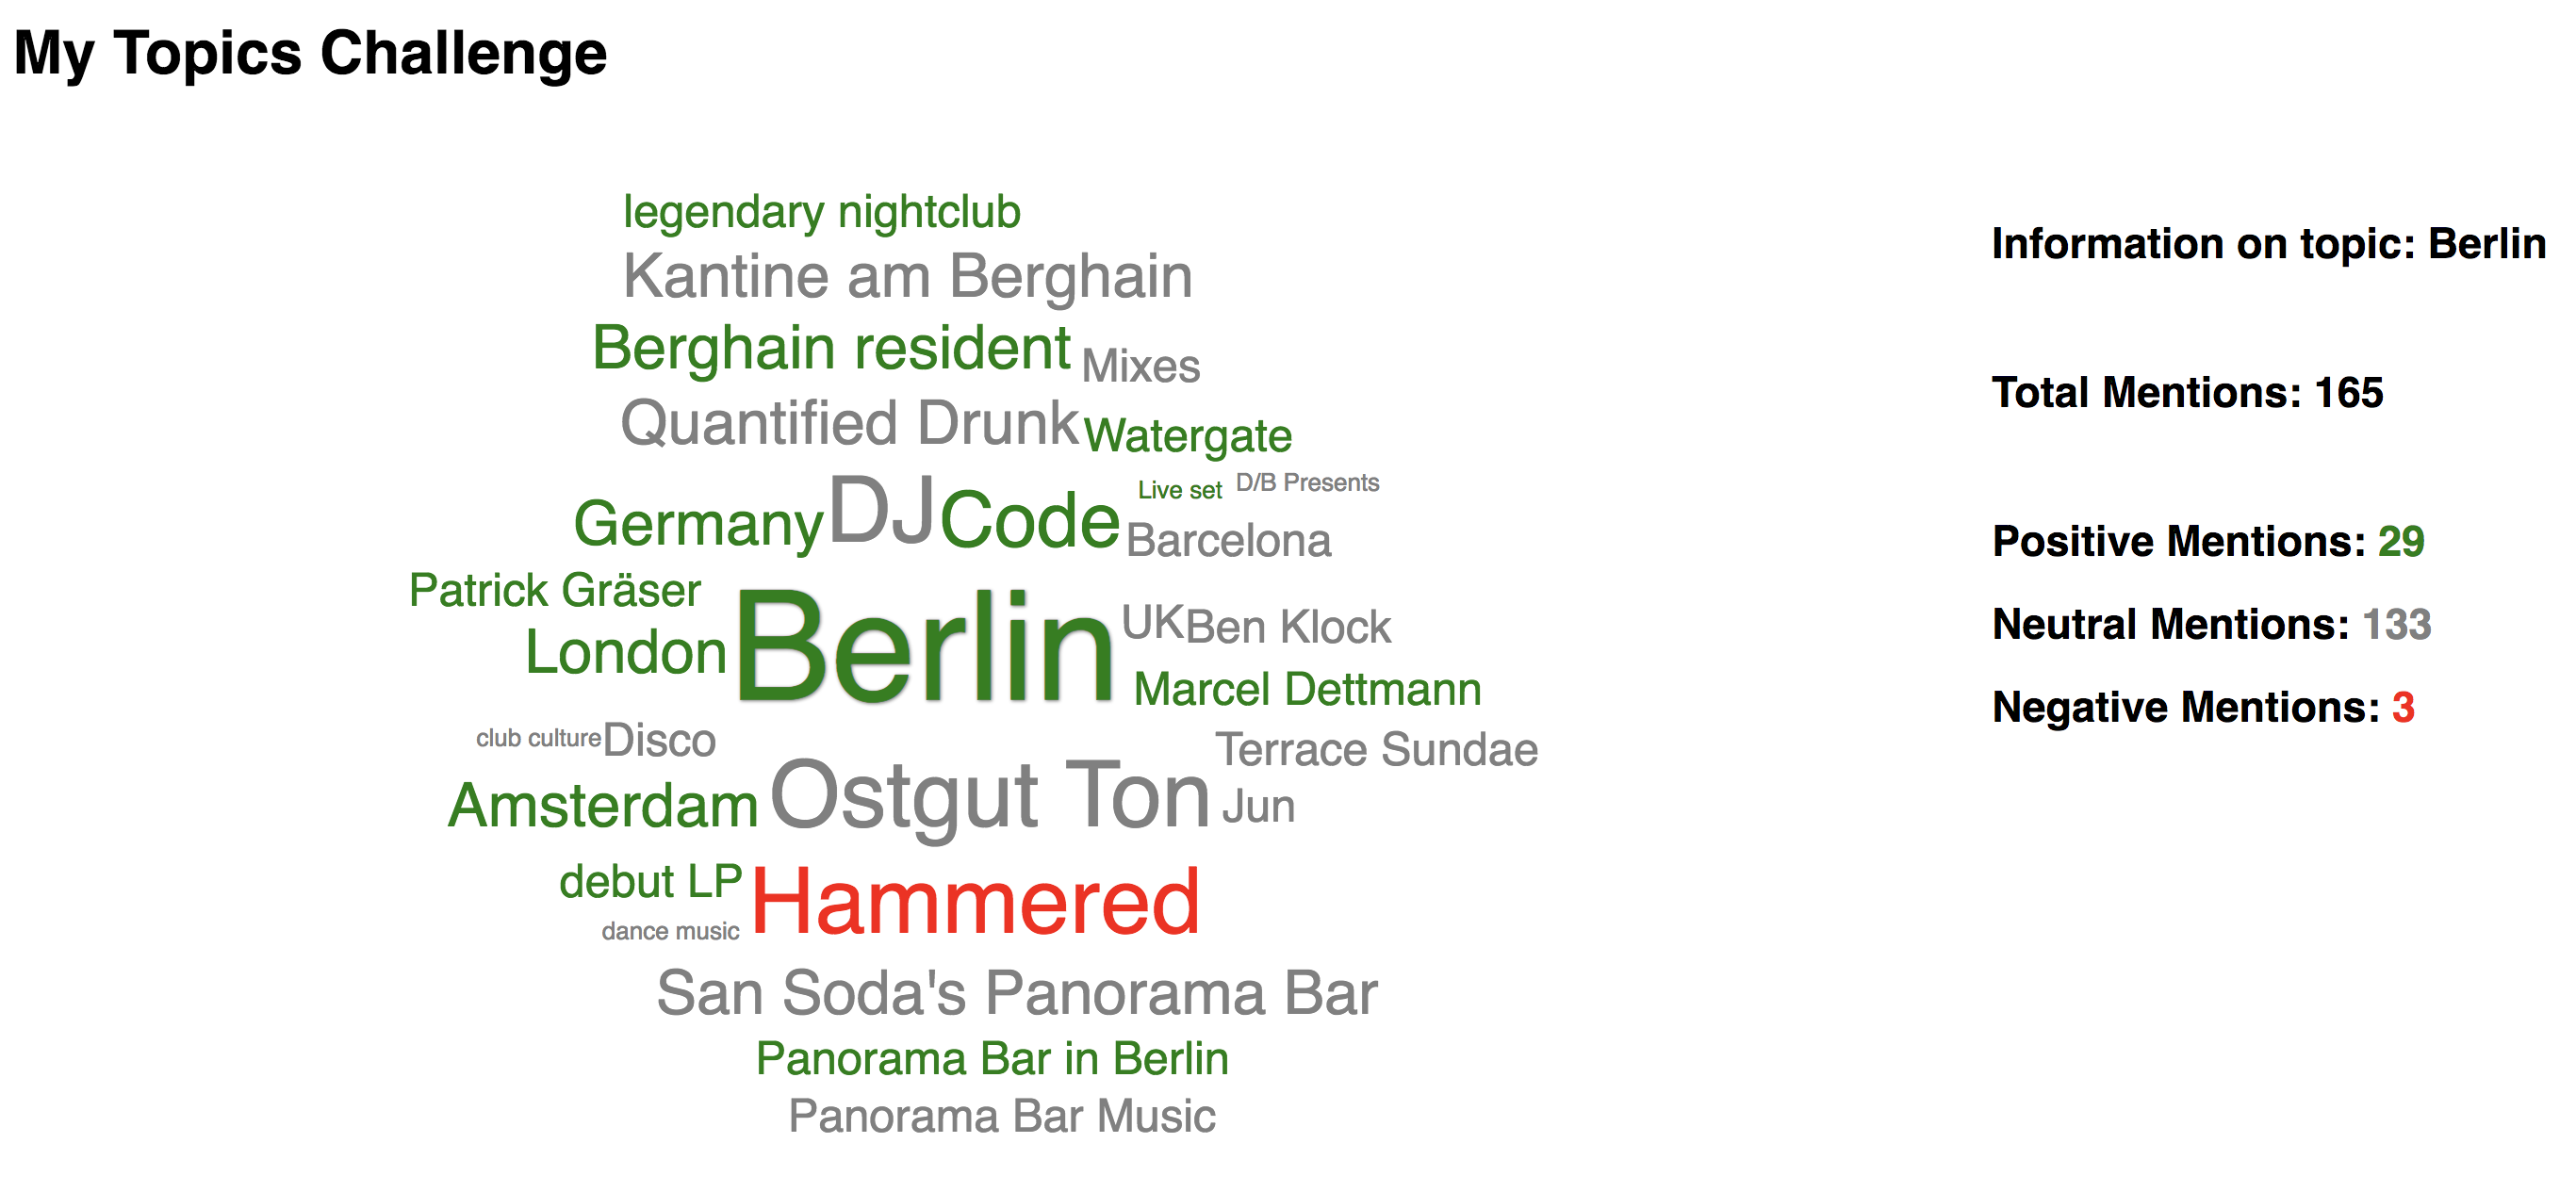 My Topics Challenge
legendary nightclub
Kantine am Berghain
Berghain resident Mixes
Quantified Drunk Watergate
Live set D/B Presents
Germany DJ Code Barcelona
Patrick Gräser
London Berlin UK Ben Klock
Marcel Dettmann
club culture Disco
Terrace Sundae
Amsterdam Ostgut Ton Jun
debut LP Hammered
dance music
San Soda's Panorama Bar
Panorama Bar in Berlin
Panorama Bar Music
Information on topic: Berlin
Total Mentions: 165
Positive Mentions: 29
Neutral Mentions: 133
Negative Mentions: 3